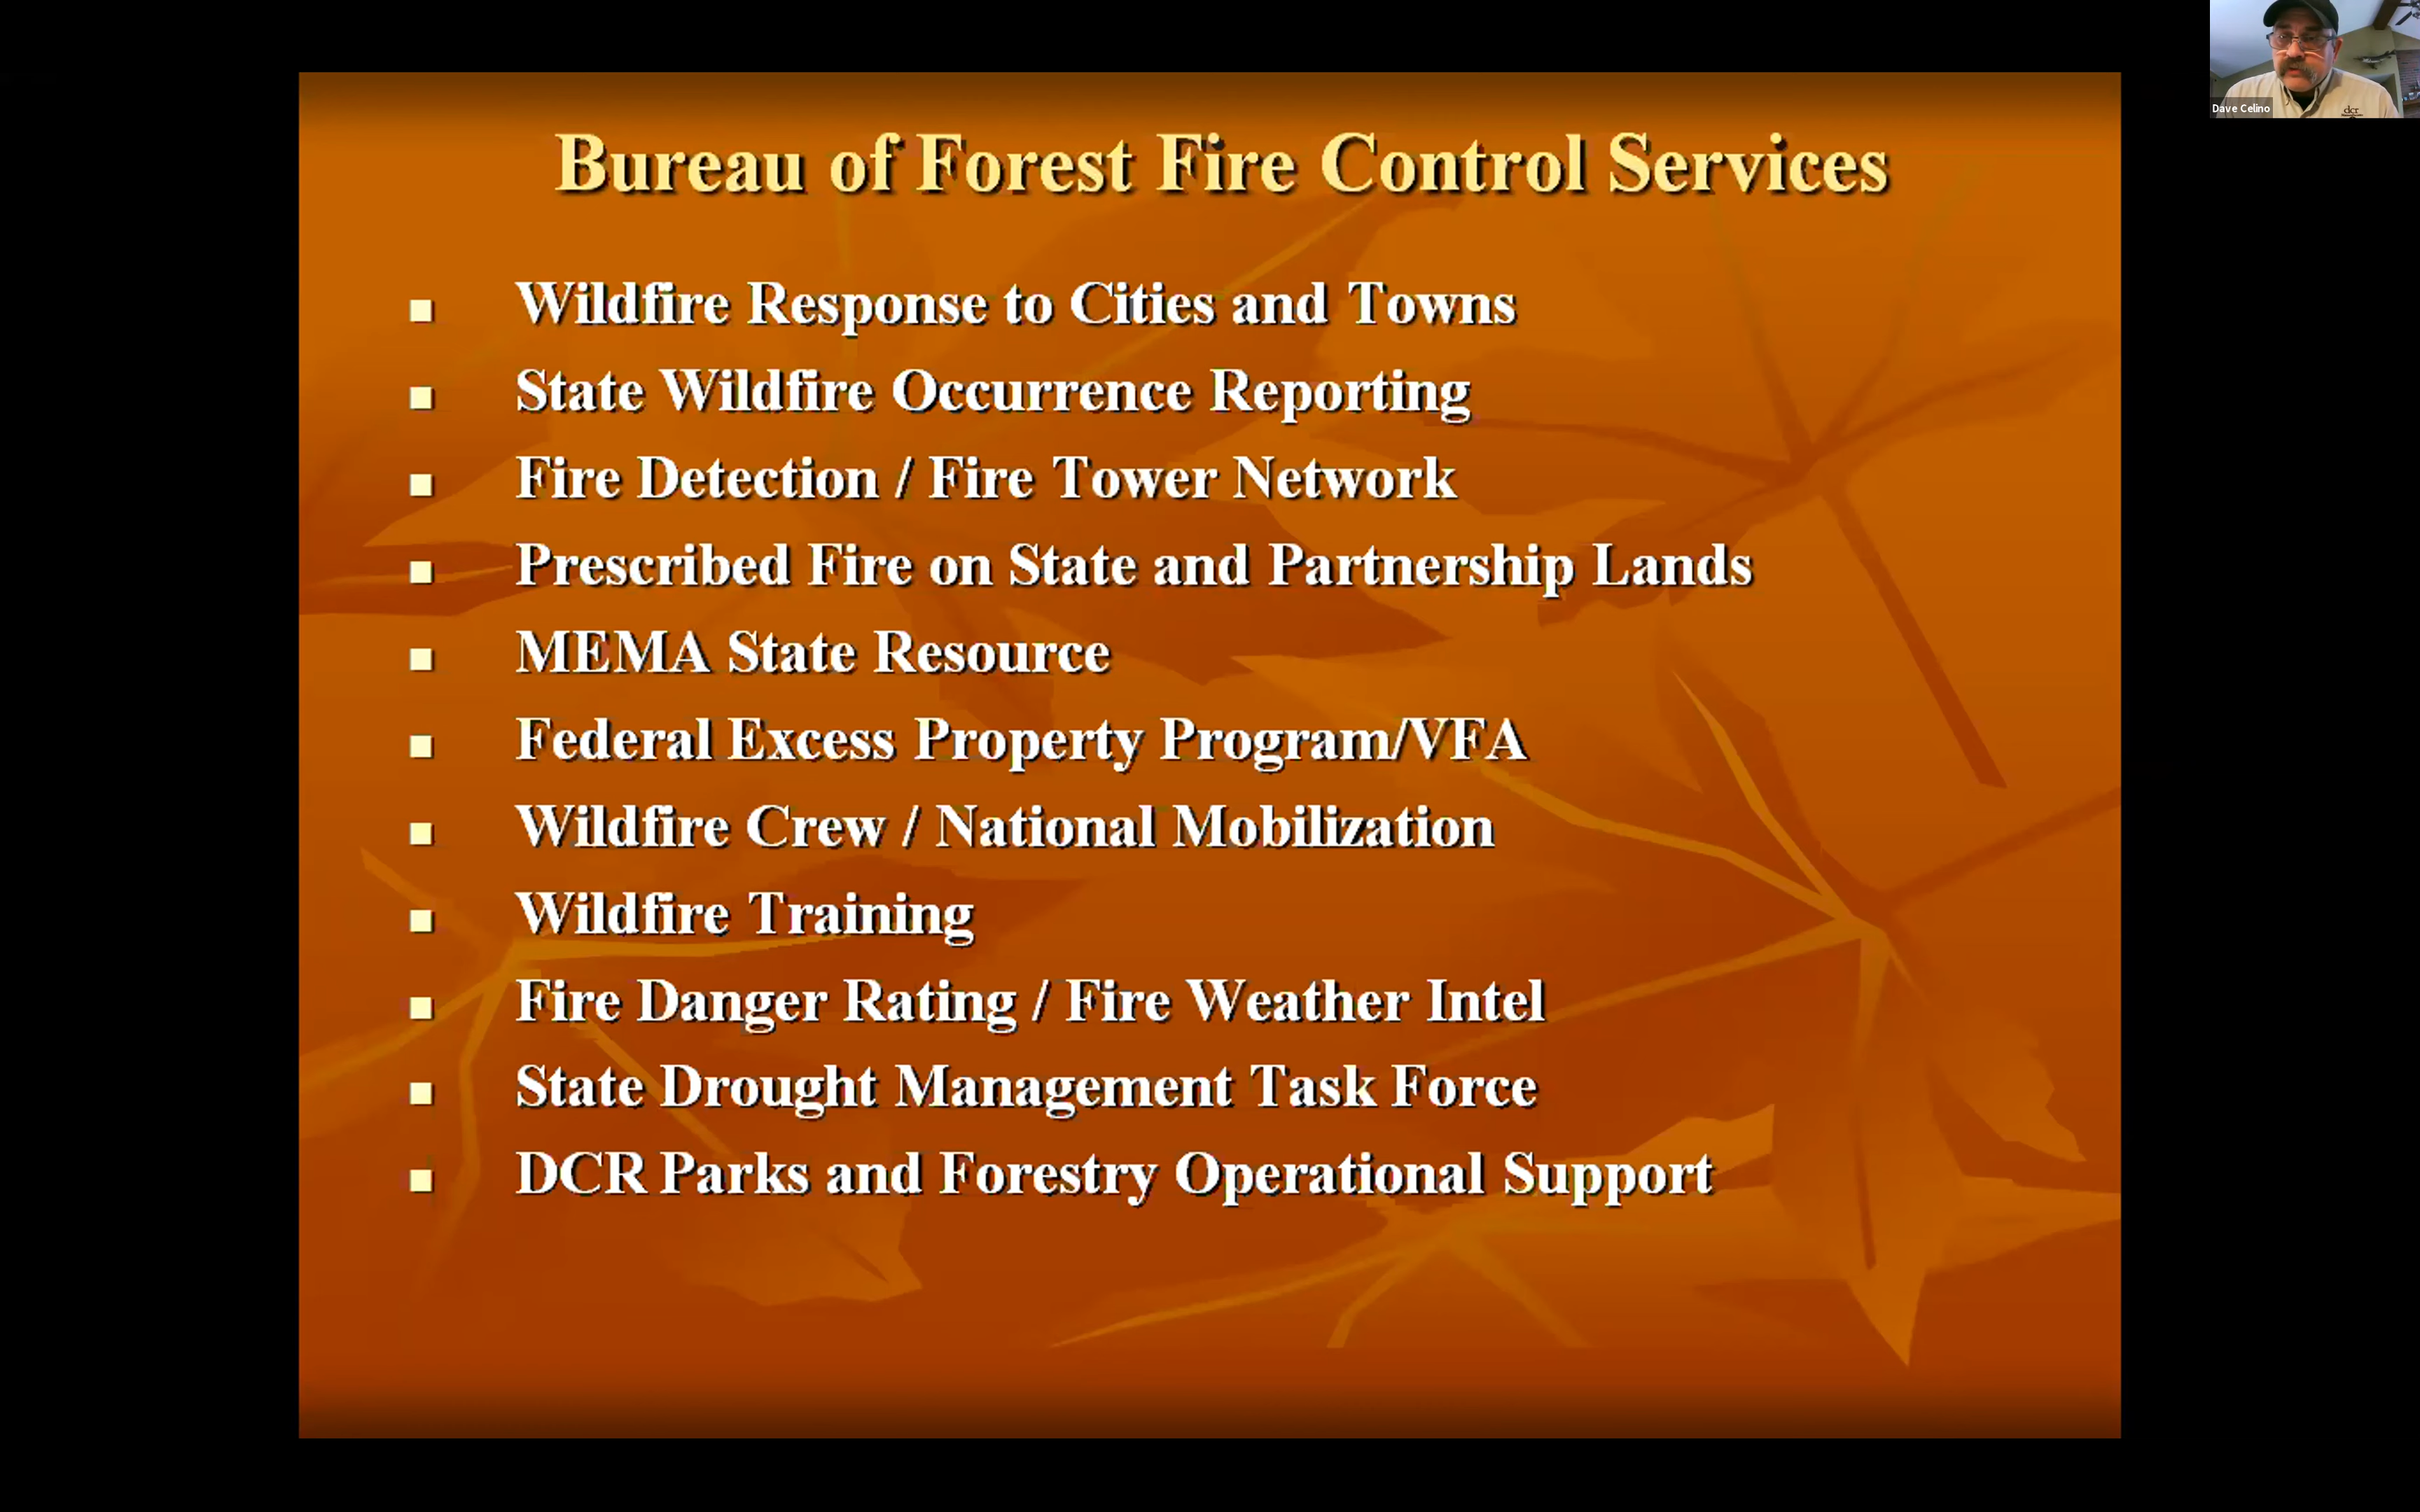 Bureau of Forest Fire Control Services
Wildfire Response to Cities and Towns
State Wildfire Occurrence Reporting
Fire Detection / Fire Tower Network
Prescribed Fire on State and Partnership Lands
MEMA State Resource
Federal Excess Property Program/VFA
Wildfire Crew / National Mobilization
Wildfire Training
Fire Danger Rating / Fire Weather Intel
State Drought Management Task Force
DCR Parks and Forestry Operational Support
Dave Celino
dcr